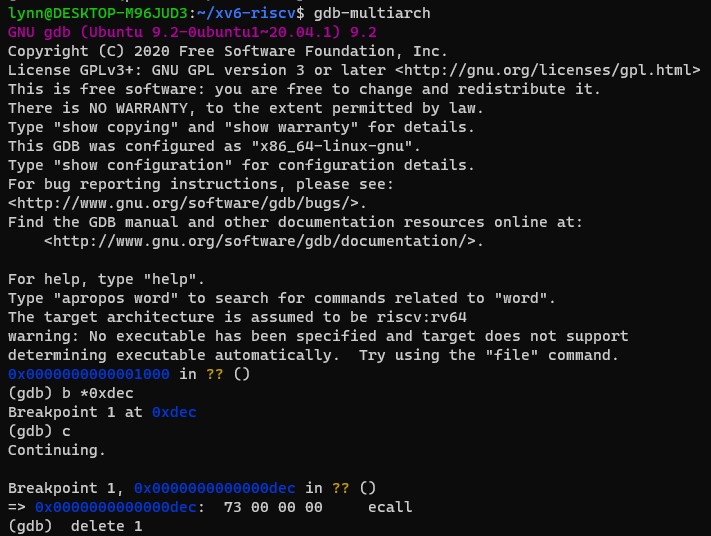 lynn@DESKTOP-M96JUD3:~/xv6-riscv$ gdb-multiarch
GNU gdb (Ubuntu 9.2-0ubuntu1~20.04.1) 9.2
Copyright (C) 2020 Free Software Foundation, Inc.
License GPLv3+: GNU GPL version 3 or later <http://gnu.org/licenses/gpl.html>
This is free software: you are free to change and redistribute it.
There is NO WARRANTY, to the extent permitted by law.
Type "show copying" and "show warranty" for details.
This GDB was configured as "x86_64-linux-gnu".
Type "show configuration" for configuration details.
For bug reporting instructions, please see:
<http://www.gnu.org/software/gdb/bugs/>.
Find the GDB manual and other documentation resources online at:
    <http://www.gnu.org/software/gdb/documentation/>.

For help, type "help".
Type "apropos word" to search for commands related to "word".
The target architecture is assumed to be riscv:rv64
warning: No executable has been specified and target does not support
determining executable automatically.  Try using the "file" command.
0x0000000000001000 in ?? ()
(gdb) b *0xdec
Breakpoint 1 at 0xdec
(gdb) c
Continuing.

Breakpoint 1, 0x0000000000000dec in ?? ()
=> 0x0000000000000dec:  73 00 00 00     ecall
(gdb)  delete 1